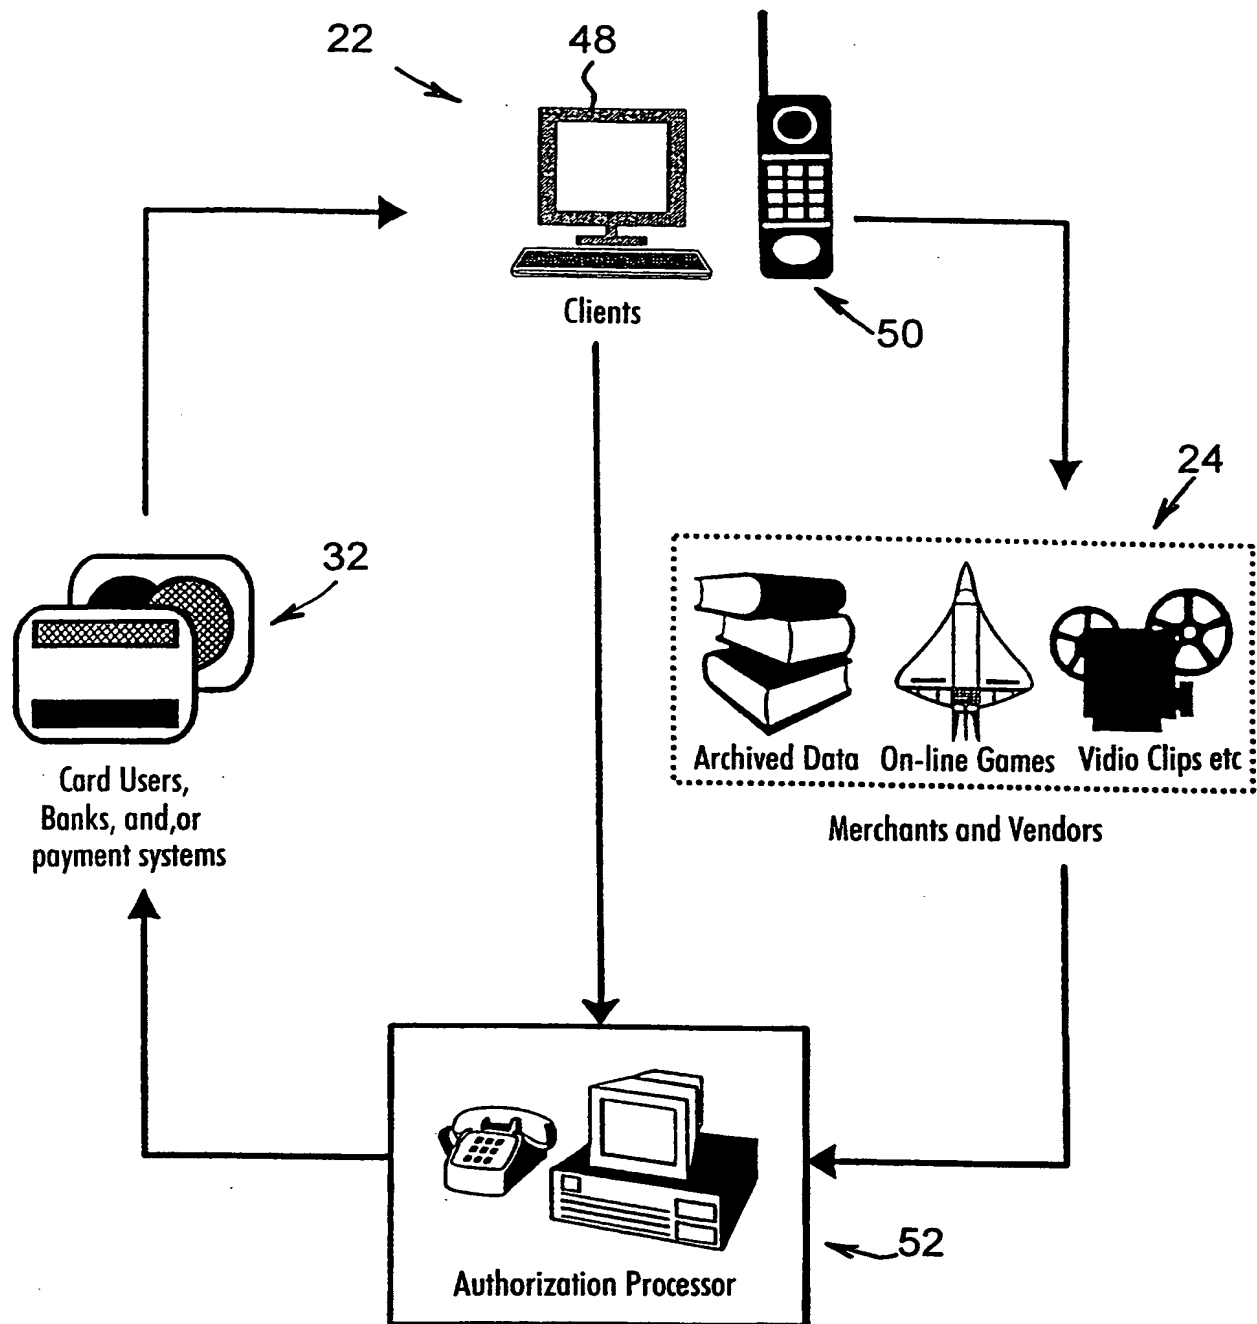 22
48
Clients
50
24
32
Archived Data On-line Games Vidio Clips etc
Card Users,
Banks, and,or
payment systems
Merchants and Vendors
52
Authorization Processor